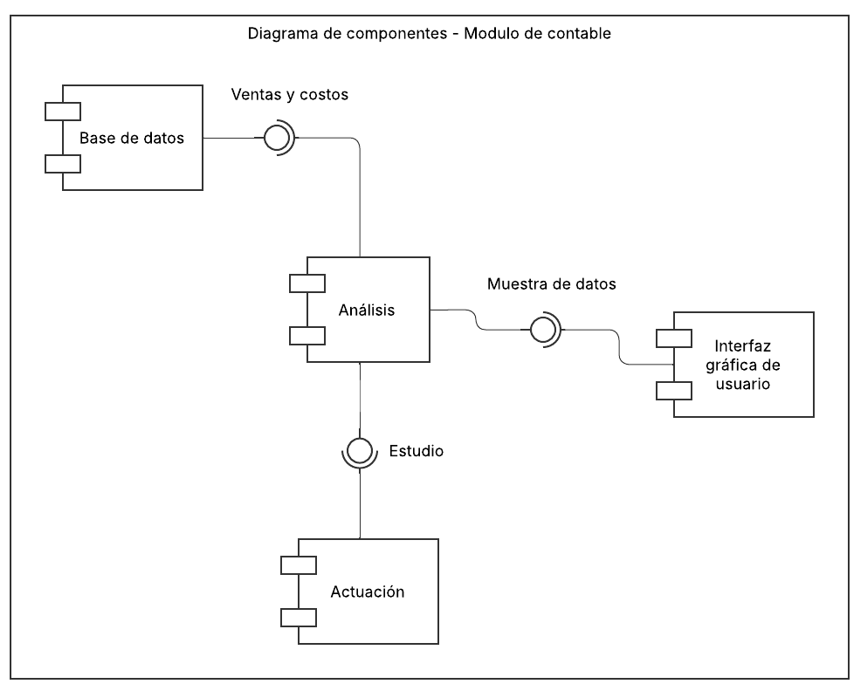 Diagrama de componentes - Modulo de contable
Ventas y costos
Base de datos
Muestra de datos
Análisis
Interfaz
gráfica de
usuario
Estudio
Actuación